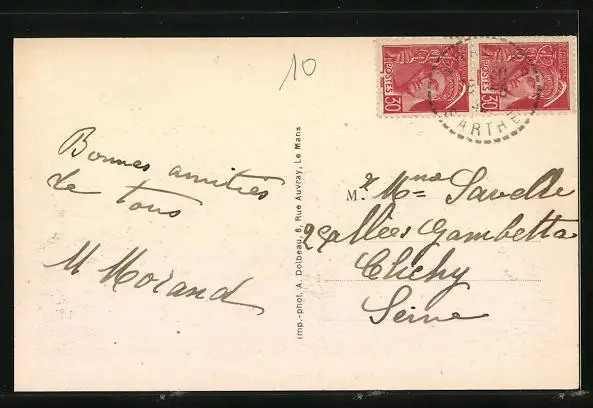 10
POSTES 30
POSTES 30
SARTHE
Bonnes amitiés
de tous
M Morand
Imp.-phot. A. Dolbeau, 6, Rue Auvray, Le Mans
M. & Mme Savelle
2 Allées Gambetta
Clichy
Seine